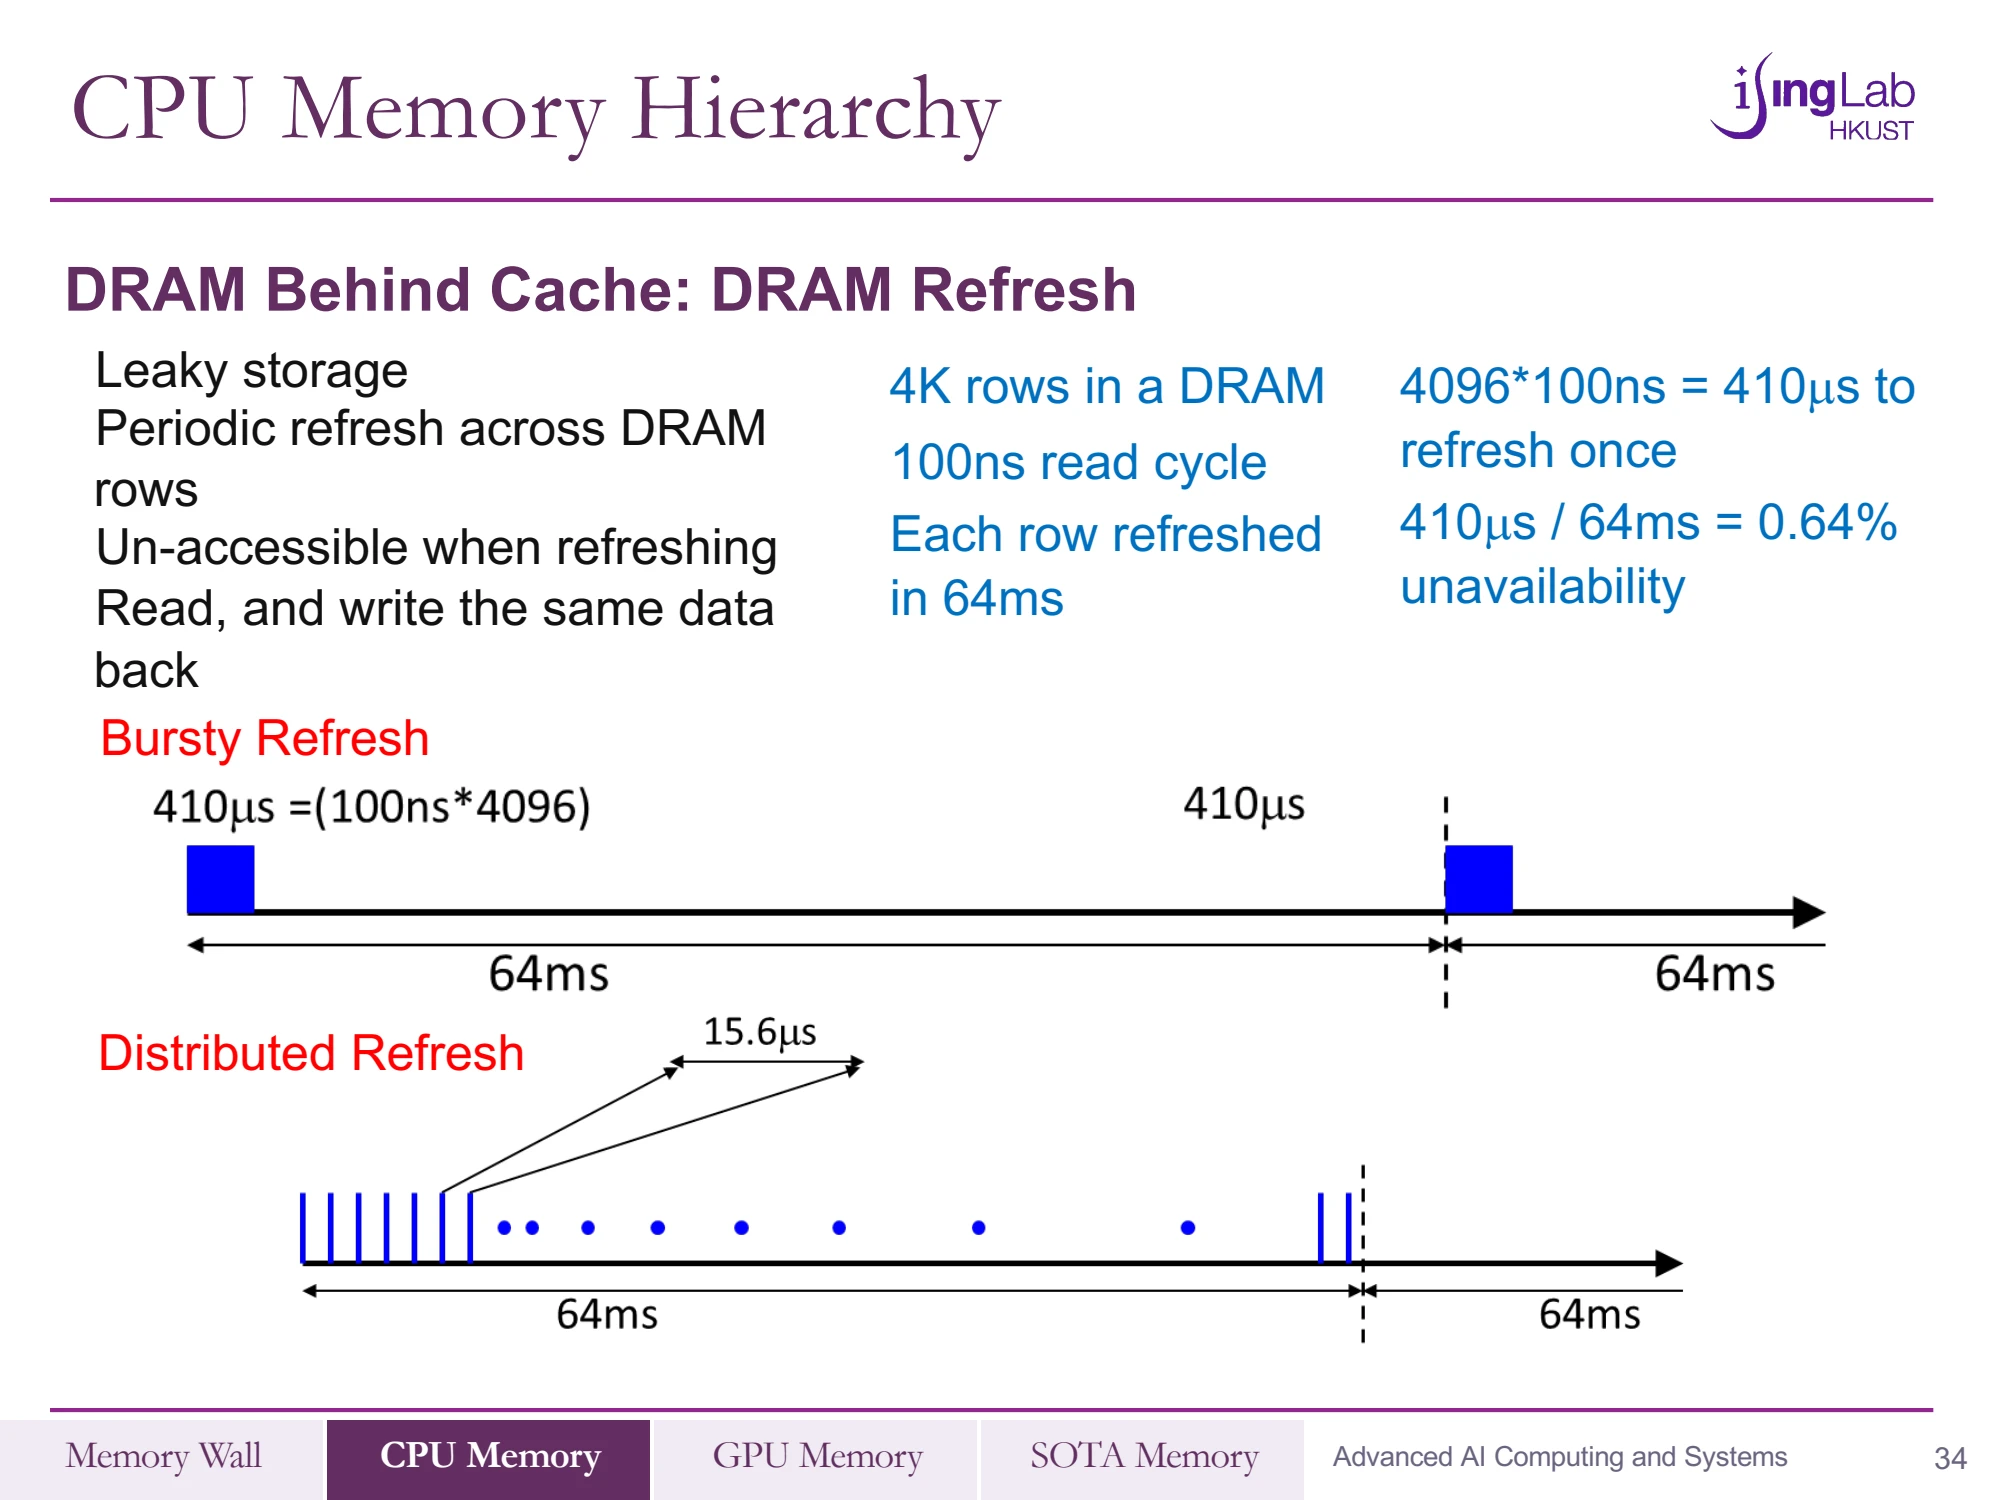 CPU Memory Hierarchy
isingLab
HKUST
DRAM Behind Cache: DRAM Refresh
Leaky storage
Periodic refresh across DRAM
rows
Un-accessible when refreshing
Read, and write the same data
back
4K rows in a DRAM
100ns read cycle
Each row refreshed
in 64ms
4096*100ns = 410μs to
refresh once
410μs / 64ms = 0.64%
unavailability
Bursty Refresh
410μs =(100ns*4096)
410μs
64ms
64ms
Distributed Refresh
15.6μs
64ms
64ms
Memory Wall
CPU Memory
GPU Memory
SOTA Memory
Advanced AI Computing and Systems
34